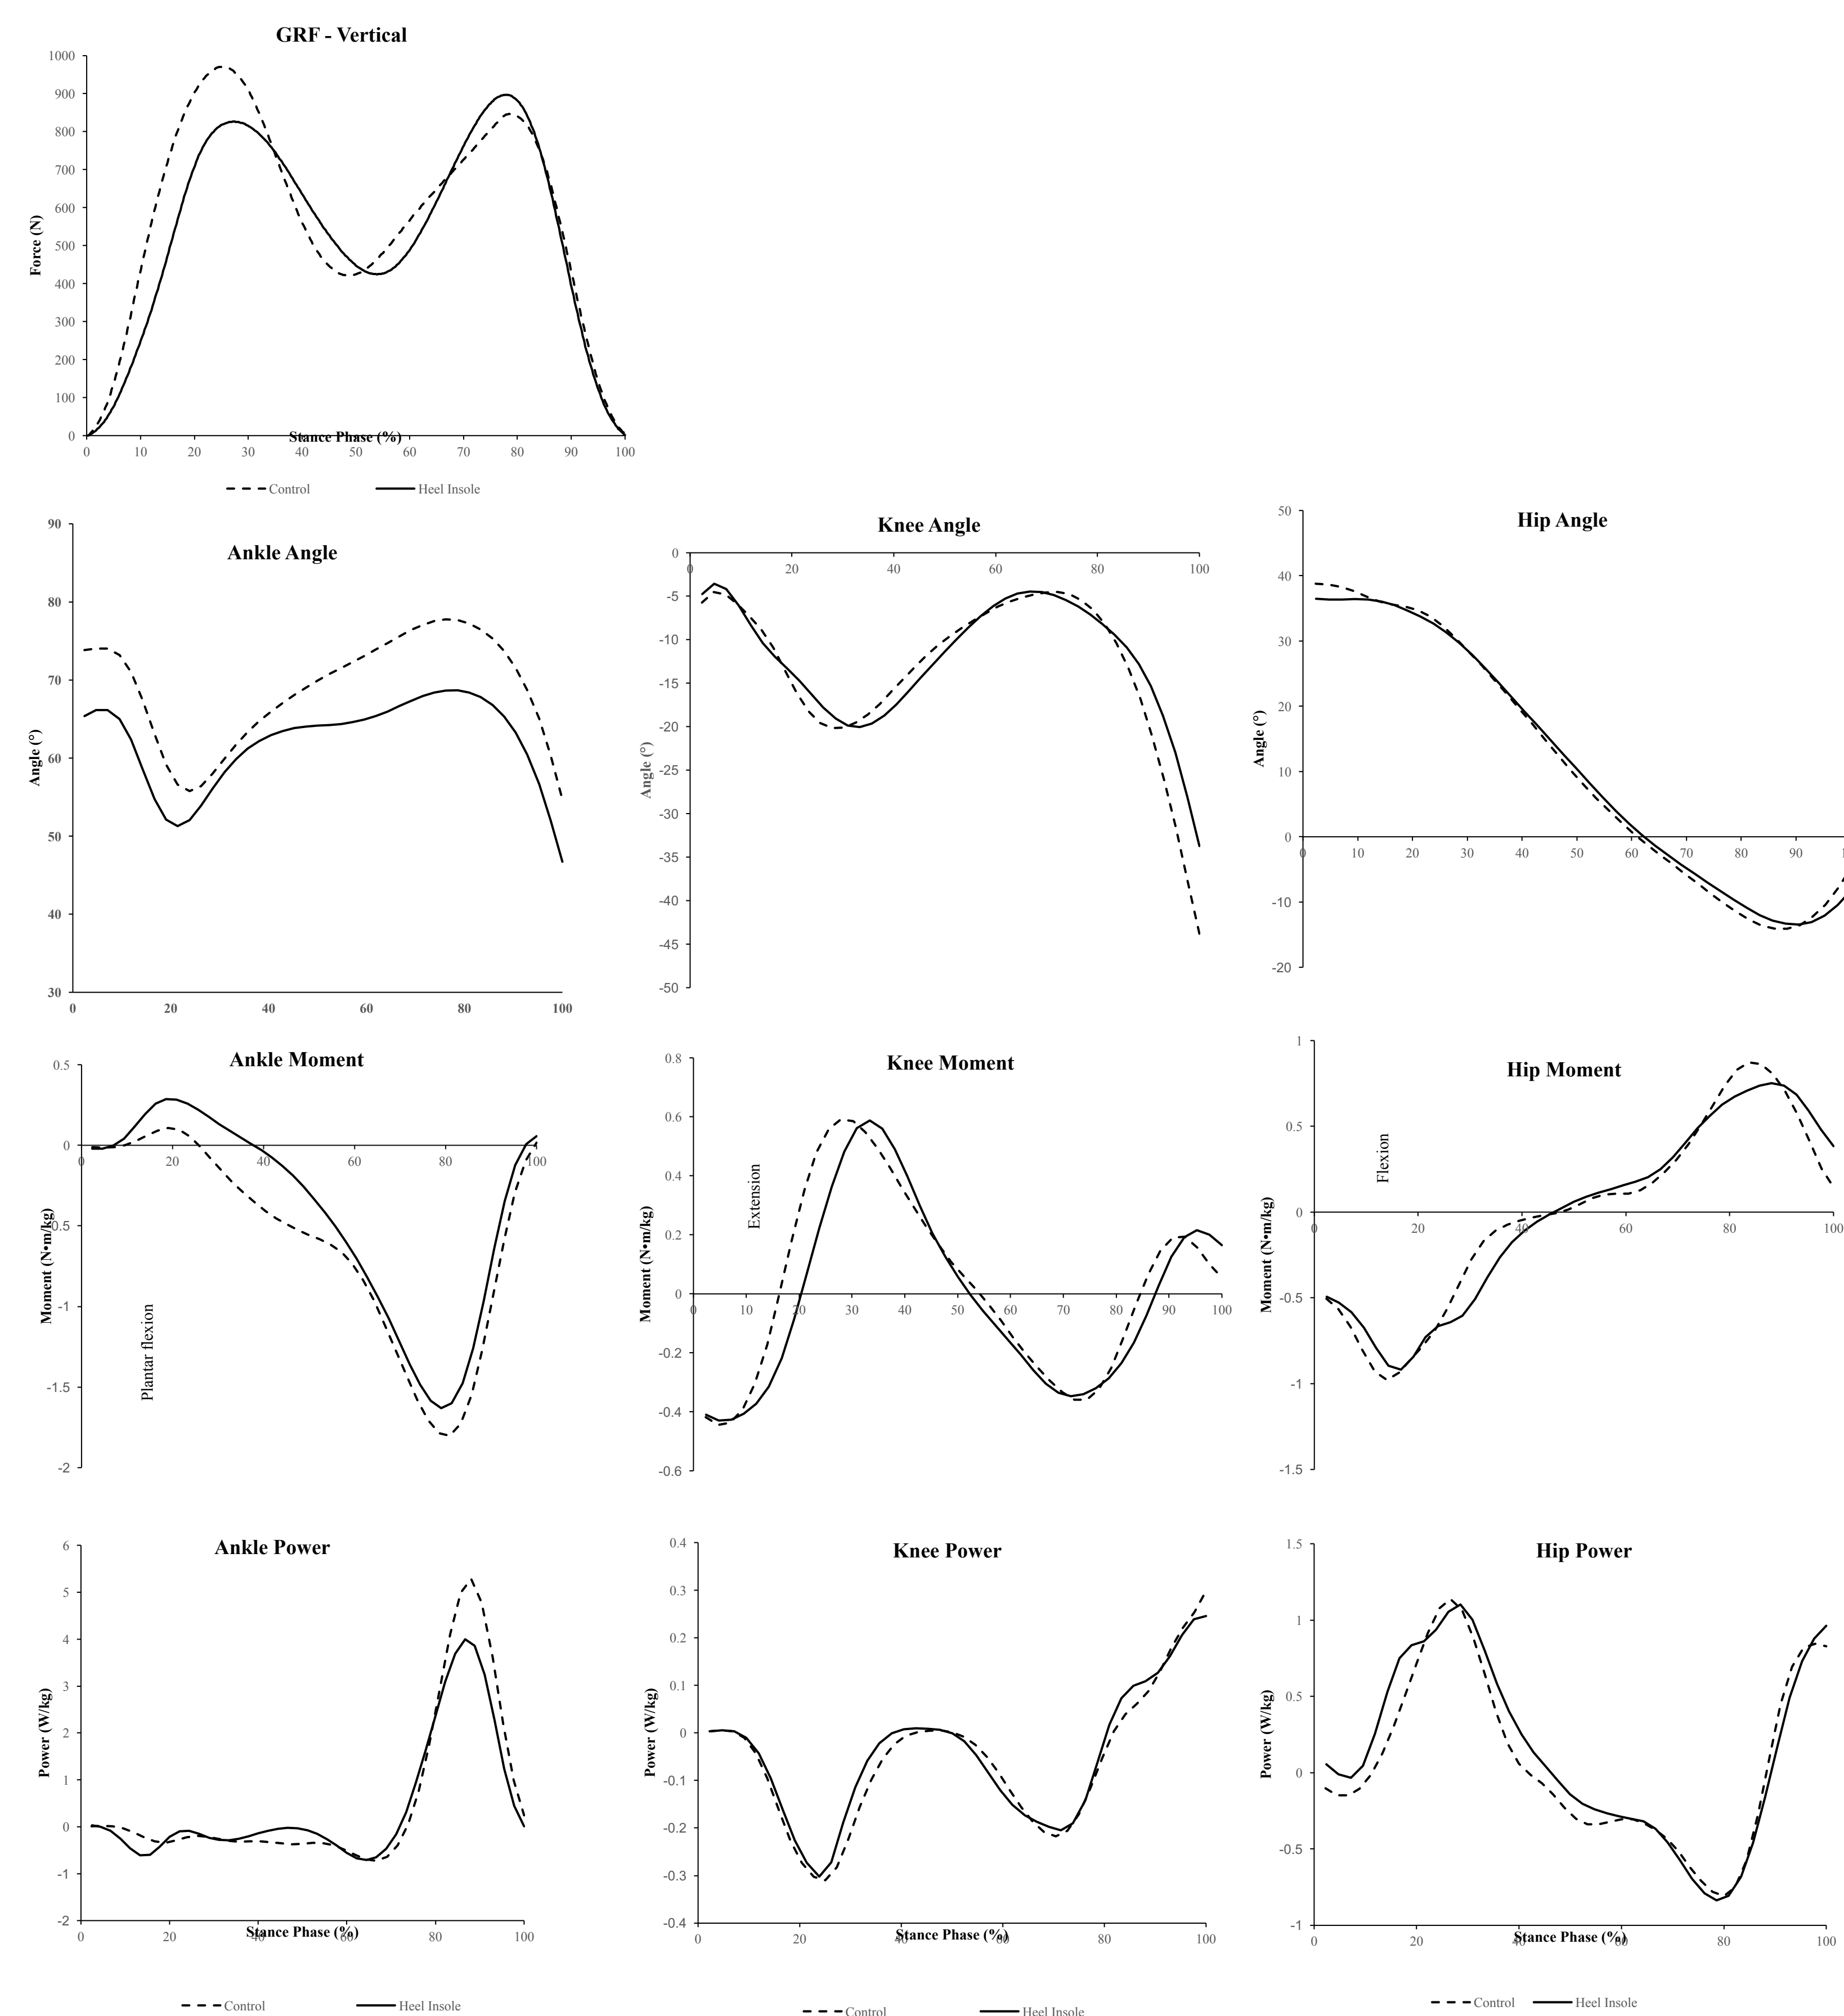 GRF - Vertical
1000
900
800
700
600
500
400
300
200
100
0
Force (N)
Stance Phase (%)
0 10 20 30 40 50 60 70 80 90 100
Control Heel Insole
Ankle Angle
90
80
70
60
50
40
30
Angle (°)
0 20 40 60 80 100
Knee Angle
0
0 20 40 60 80 100
-5
-10
-15
-20
-25
-30
-35
-40
-45
-50
Angle (°)
Hip Angle
50
40
30
20
10
0
0 10 20 30 40 50 60 70 80 90
-10
-20
Angle (°)
Ankle Moment
0.5
0
0 20 40 60 80 100
-0.5
-1
-1.5
-2
Moment (N•m/kg)
Plantar flexion
Knee Moment
0.8
0.6
0.4
0.2
0
0 10 20 30 40 50 60 70 80 90 100
-0.2
-0.4
-0.6
Moment (N•m/kg)
Extension
Hip Moment
1
0.5
0
0 20 40 60 80 100
-0.5
-1
-1.5
Moment (N•m/kg)
Flexion
Ankle Power
6
5
4
3
2
1
0
-1
-2
Power (W/kg)
Stance Phase (%)
0 20 40 60 80 100
Control Heel Insole
Knee Power
0.4
0.3
0.2
0.1
0
-0.1
-0.2
-0.3
-0.4
Power (W/kg)
Stance Phase (%)
0 20 40 60 80 100
Control Heel Insole
Hip Power
1.5
1
0.5
0
-0.5
-1
Power (W/kg)
Stance Phase (%)
0 20 40 60 80 100
Control Heel Insole